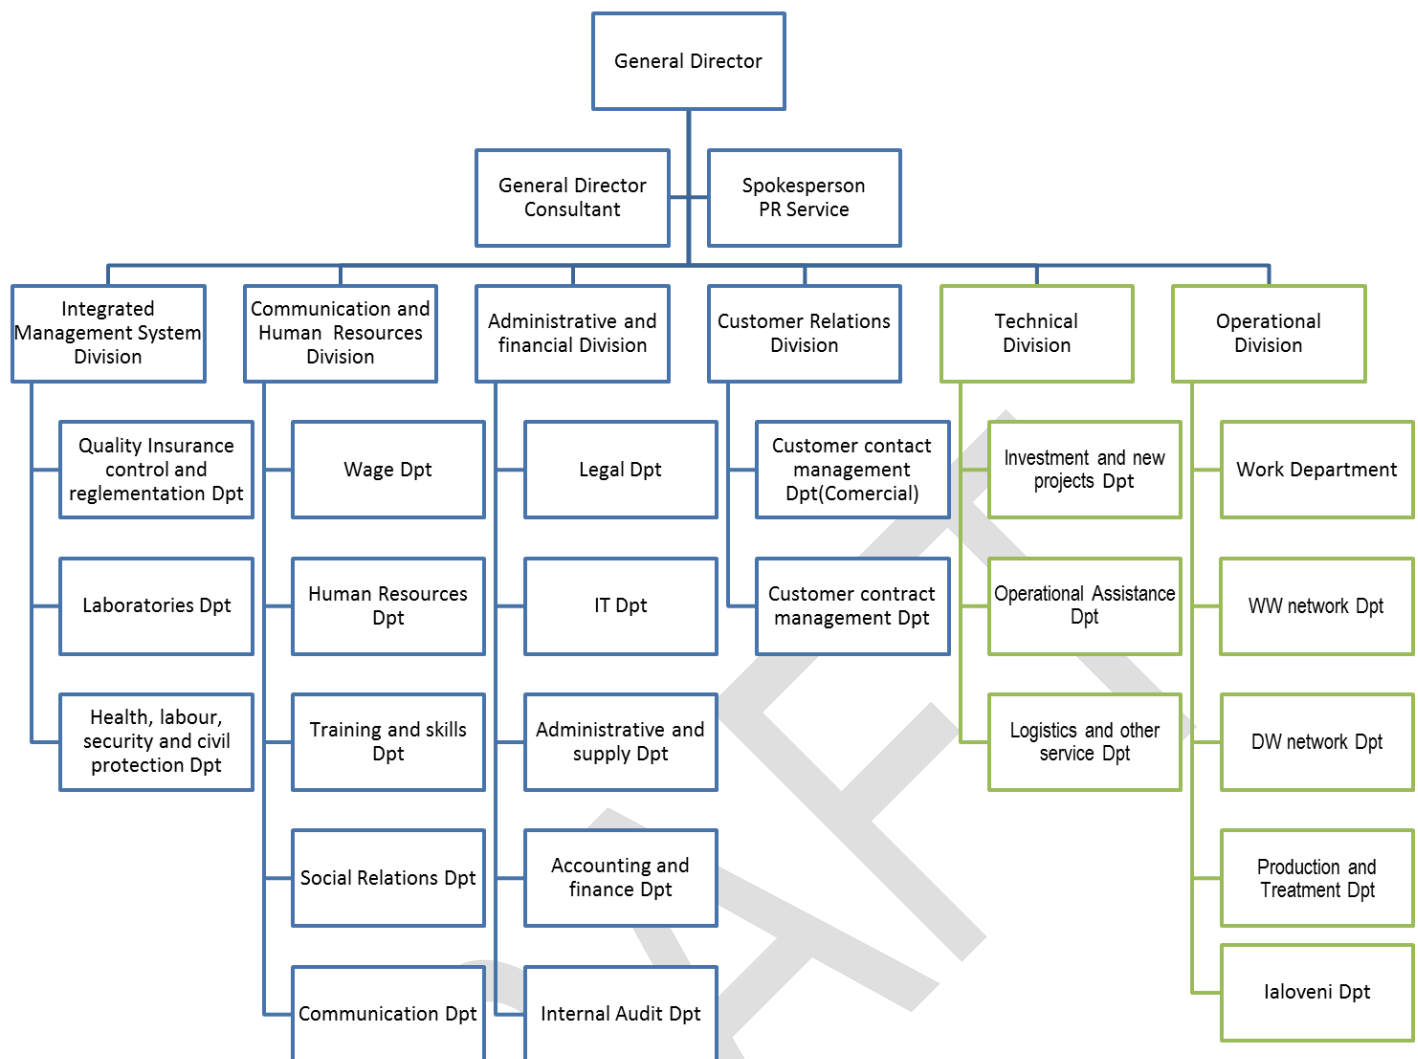 General Director
General Director
Consultant
Spokesperson
PR Service
Integrated
Management System
Division
Communication and
Human Resources
Division
Administrative and
financial Division
Customer Relations
Division
Technical
Division
Operational
Division
Quality Insurance
control and
reglementation Dpt
Laboratories Dpt
Health, labour,
security and civil
protection Dpt
Wage Dpt
Human Resources
Dpt
Training and skills
Dpt
Social Relations Dpt
Communication Dpt
Legal Dpt
IT Dpt
Administrative and
supply Dpt
Accounting and
finance Dpt
Internal Audit Dpt
Customer contact
management
Dpt(Comercial)
Customer contract
management Dpt
Investment and new
projects Dpt
Operational Assistance
Dpt
Logistics and other
service Dpt
Work Department
WW network Dpt
DW network Dpt
Production and
Treatment Dpt
Ialoveni Dpt